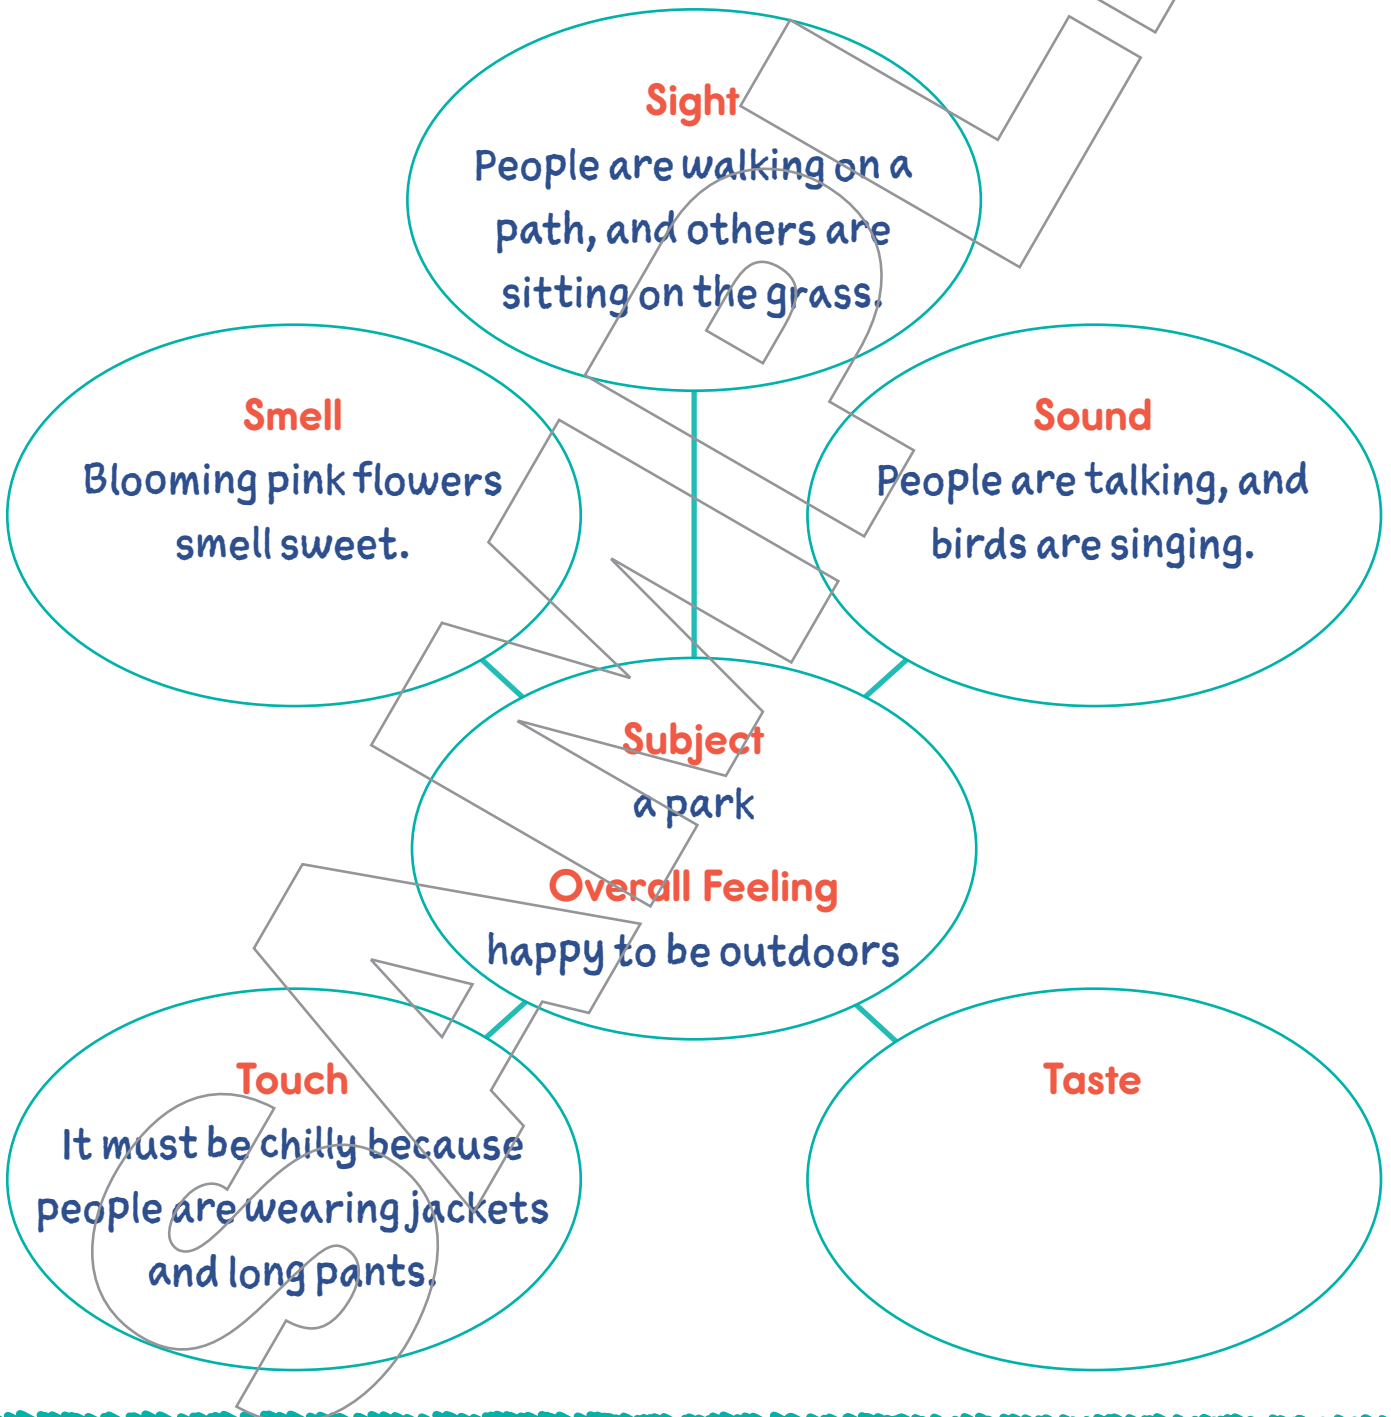 Sight
People are walking on a
path, and others are
sitting on the grass.
Smell
Blooming pink flowers
smell sweet.
Sound
People are talking, and
birds are singing.
Subject
a park
Overall Feeling
happy to be outdoors
Touch
It must be chilly because
people are wearing jackets
and long pants.
Taste
SAMPLE